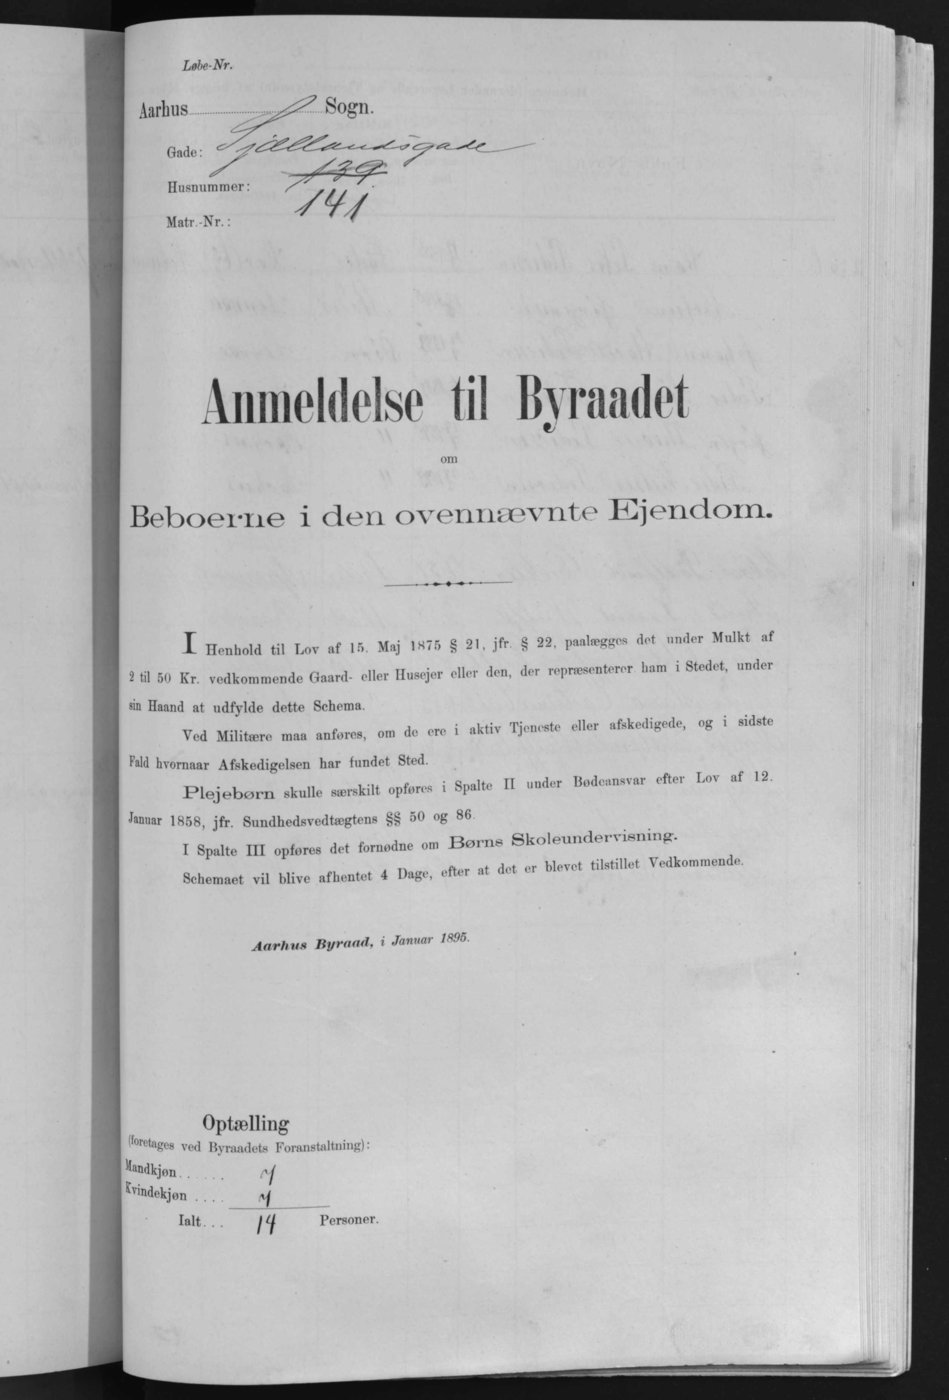 Løbe-Nr.
Aarhus Sogn.
Gade: Sjællandsgade
139
Husnummer: 141
Matr.-Nr.:
Anmeldelse til Byraadet
om
Beboerne i den ovennævnte Ejendom.
I Henhold til Lov af 15. Maj 1875 § 21, jfr. § 22, paalægges det under Mulkt af
2 til 50 Kr. vedkommende Gaard- eller Husejer eller den, der repræsenterer ham i Stedet, under
sin Haand at udfylde dette Schema.
Ved Militære maa anføres, om de ere i aktiv Tjeneste eller afskedigede, og i sidste
Fald hvornaar Afskedigelsen har fundet Sted.
Plejebørn skulle særskilt opføres i Spalte II under Bødeansvar efter Lov af 12.
Januar 1858, jfr. Sundhedsvedtægtens §§ 50 og 86.
I Spalte III opføres det fornødne om Børns Skoleundervisning.
Schemaet vil blive afhentet 4 Dage, efter at det er blevet tilstillet Vedkommende.
Aarhus Byraad, i Januar 1895.
Optælling
(foretages ved Byraadets Foranstaltning):
Mandkjøn...... 7
Kvindekjøn .... 7
Ialt... 14 Personer.